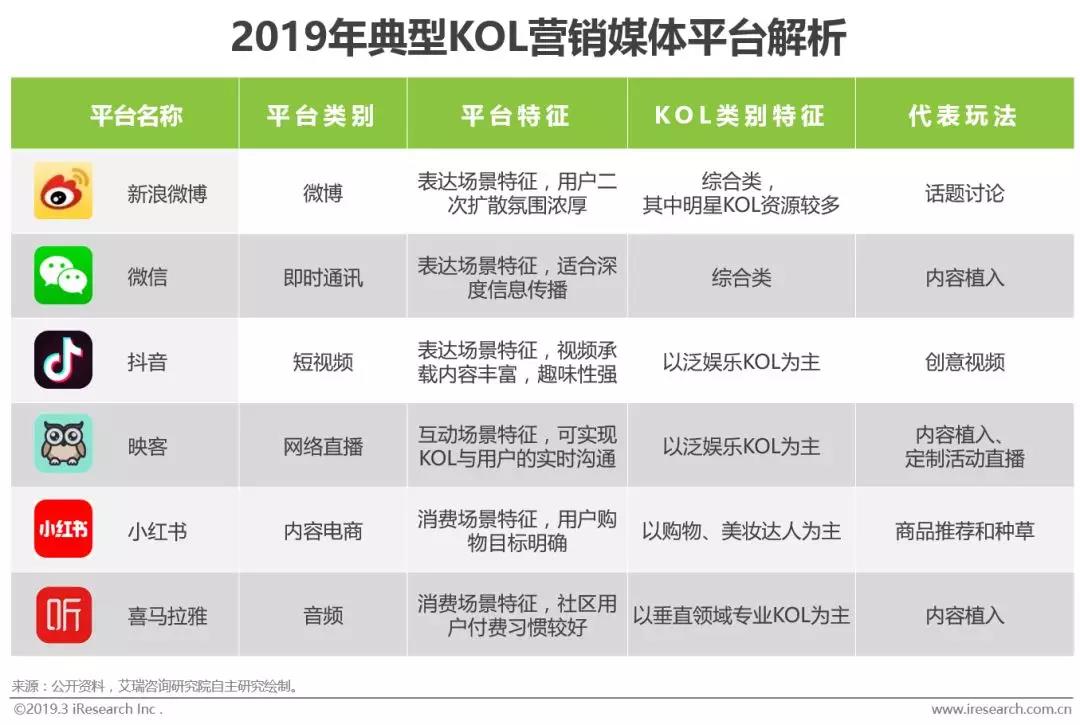 2019年典型KOL营销媒体平台解析
平台名称 平台类别 平台特征 KOL类别特征 代表玩法
新浪微博 微博 表达场景特征，用户二
次扩散氛围浓厚 综合类，
其中明星KOL资源较多 话题讨论
微信 即时通讯 表达场景特征，适合深
度信息传播 综合类 内容植入
抖音 短视频 表达场景特征，视频承
载内容丰富，趣味性强 以泛娱乐KOL为主 创意视频
映客 网络直播 互动场景特征，可实现
KOL与用户的实时沟通 以泛娱乐KOL为主 内容植入、
定制活动直播
小红书
小红书 内容电商 消费场景特征，用户购
物目标明确 以购物、美妆达人为主 商品推荐和种草
听
喜马拉雅 音频 消费场景特征，社区用
户付费习惯较好 以垂直领域专业KOL为主 内容植入
来源：公开资料，艾瑞咨询研究院自主研究绘制。
©2019.3 iResearch Inc .
www.iresearch.com.cn